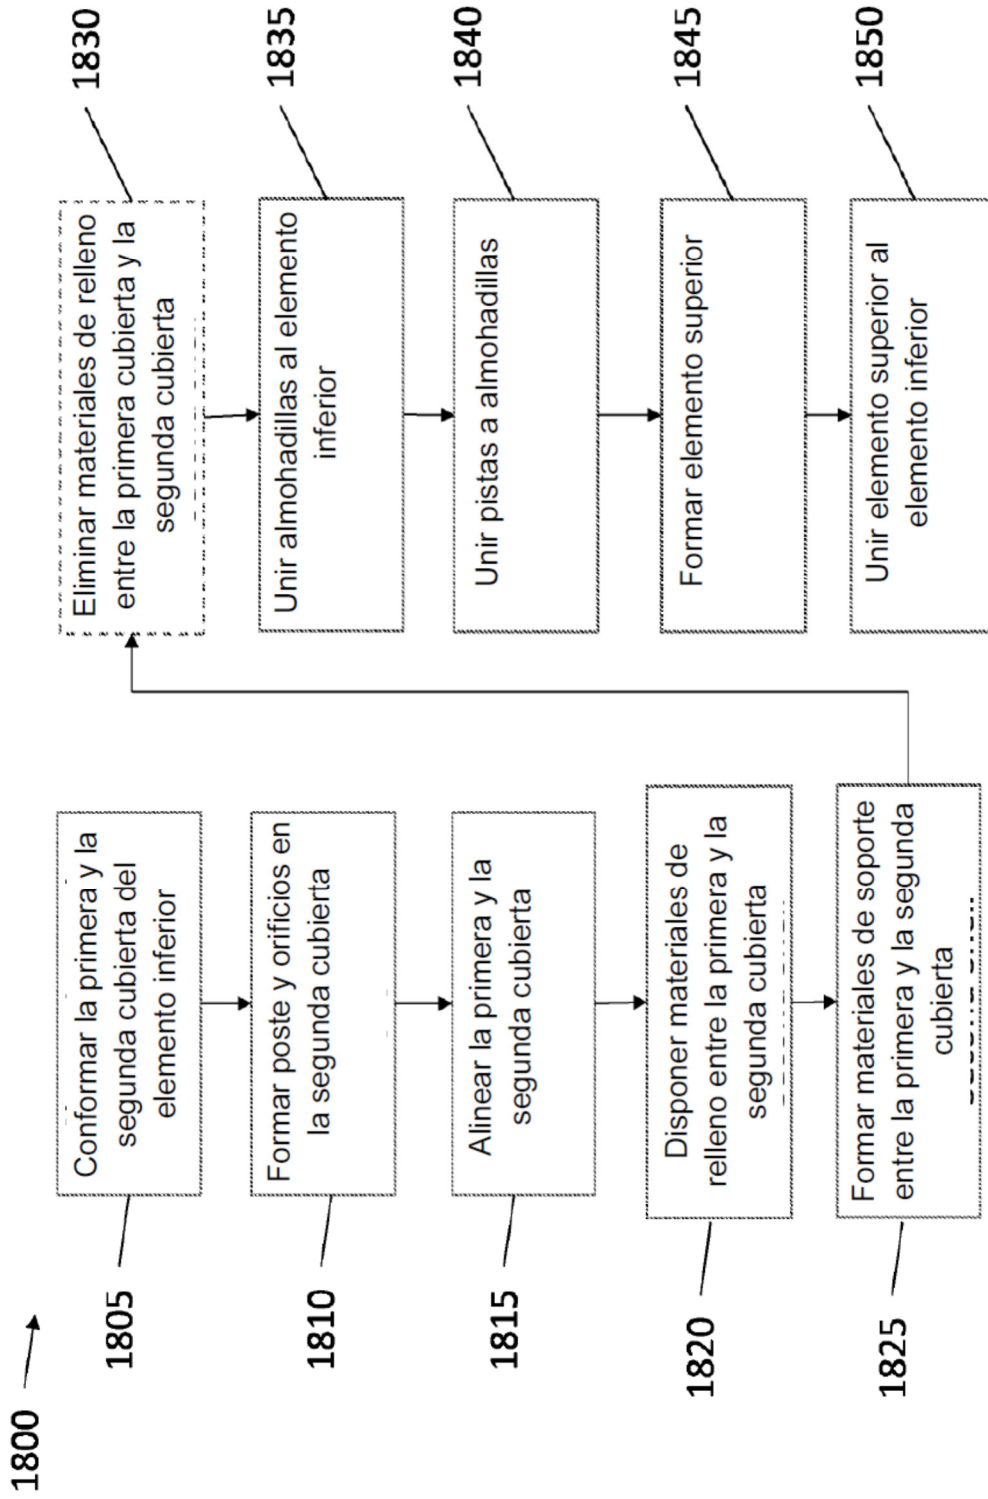 1800
1805
Conformar la primera y la
segunda cubierta del
elemento inferior
1810
Formar poste y orificios en
la segunda cubierta
1815
Alinear la primera y la
segunda cubierta
1820
Disponer materiales de
relleno entre la primera y la
segunda cubierta
1825
Formar materiales de soporte
entre la primera y la segunda
cubierta
1830
Eliminar materiales de relleno
entre la primera cubierta y la
segunda cubierta
1835
Unir almohadillas al elemento
inferior
1840
Unir pistas a almohadillas
1845
Formar elemento superior
1850
Unir elemento superior al
elemento inferior